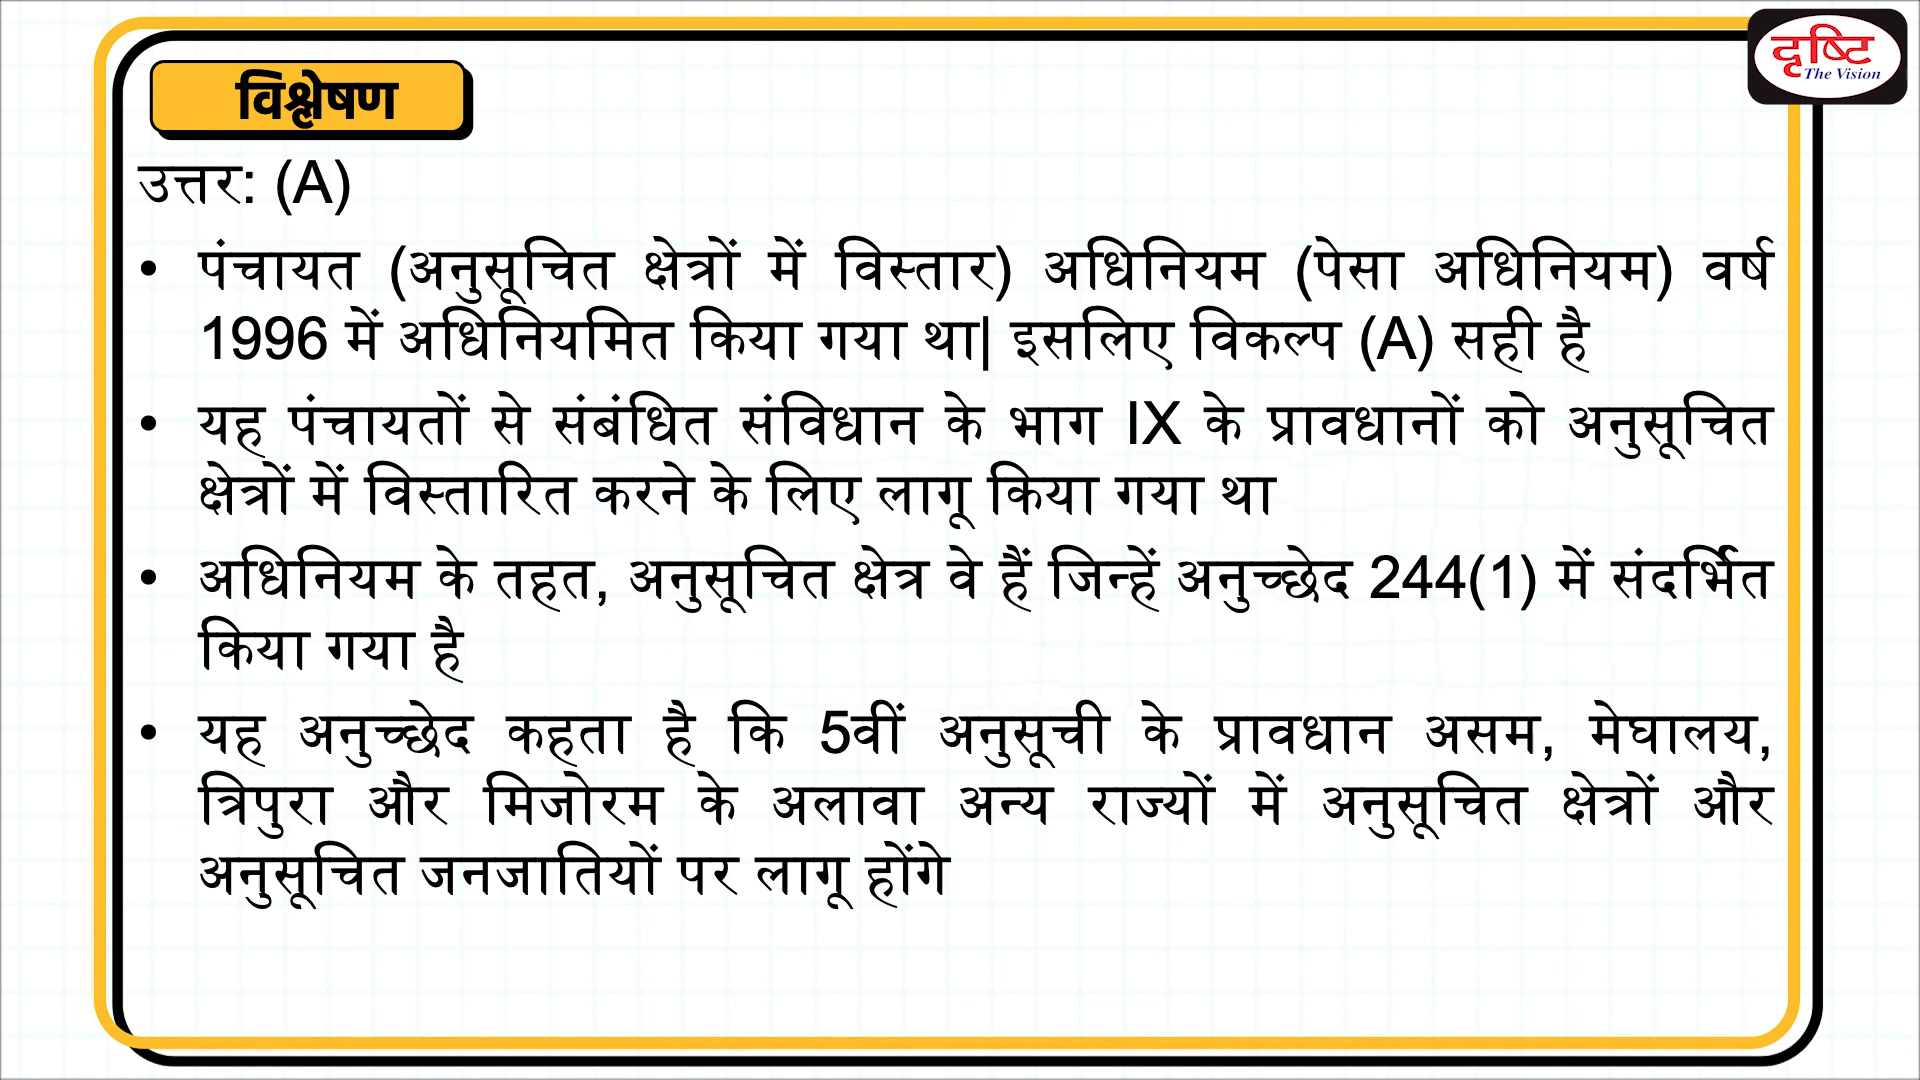 दृष्टि
The Vision
विश्लेषण
उत्तर: (A)
• पंचायत (अनुसूचित क्षेत्रों में विस्तार) अधिनियम (पेसा अधिनियम) वर्ष
1996 में अधिनियमित किया गया था| इसलिए विकल्प (A) सही है
• यह पंचायतों से संबंधित संविधान के भाग IX के प्रावधानों को अनुसूचित
क्षेत्रों में विस्तारित करने के लिए लागू किया गया था
• अधिनियम के तहत, अनुसूचित क्षेत्र वे हैं जिन्हें अनुच्छेद 244(1) में संदर्भित
किया गया है
• यह अनुच्छेद कहता है कि 5वीं अनुसूची के प्रावधान असम, मेघालय,
त्रिपुरा और मिजोरम के अलावा अन्य राज्यों में अनुसूचित क्षेत्रों और
अनुसूचित जनजातियों पर लागू होंगे